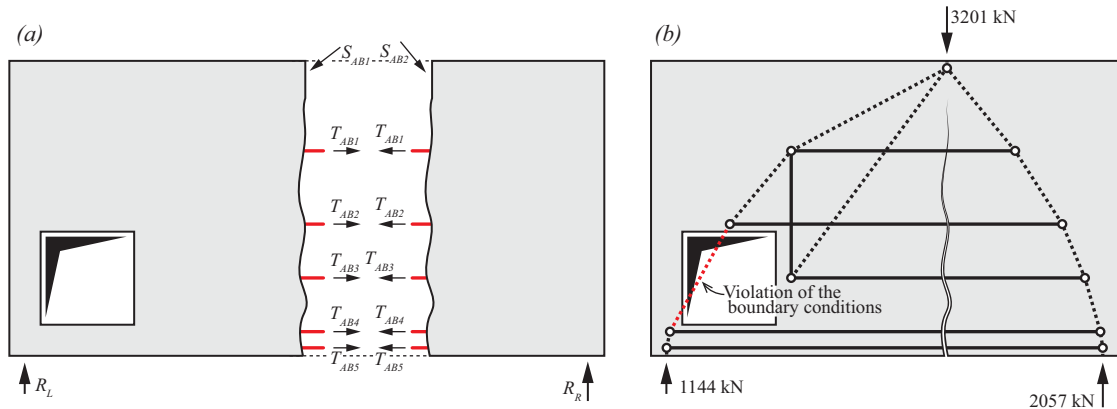 (a)
S_AB1 S_AB2
T_AB1 T_AB1
T_AB2 T_AB2
T_AB3 T_AB3
T_AB4 T_AB4
T_AB5 T_AB5
R_L
R_R
(b)
3201 kN
Violation of the
boundary conditions
1144 kN
2057 kN